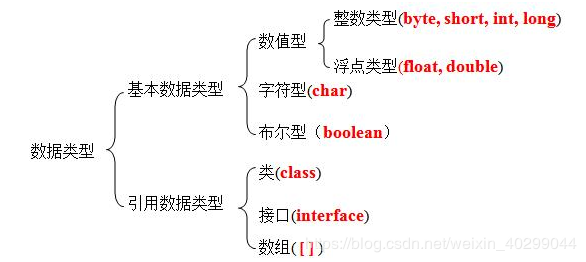 整数类型(byte, short, int, long)
数值型
浮点类型(float, double)
基本数据类型
字符型(char)
布尔型（boolean）
数据类型
类(class)
引用数据类型
接口(interface)
数组([ ])
https://blog.csdn.net/weixin_40299044